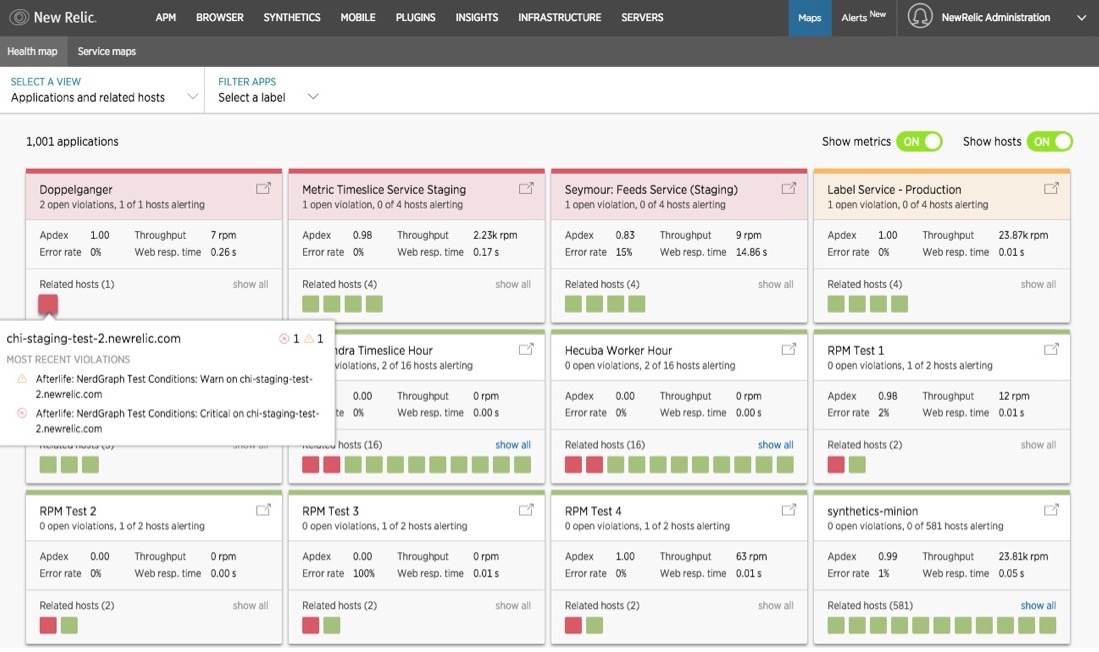 New Relic.
APM BROWSER SYNTHETICS MOBILE PLUGINS INSIGHTS INFRASTRUCTURE SERVERS
Maps Alerts New NewRelic Administration
Health map Service maps
SELECT A VIEW
Applications and related hosts
FILTER APPS
Select a label
1,001 applications
Show metrics ON Show hosts ON
Doppelganger
2 open violations, 1 of 1 hosts alerting
Apdex 1.00 Throughput 7 rpm
Error rate 0% Web resp. time 0.26 s
Related hosts (1) show all
Metric Timeslice Service Staging
1 open violation, 0 of 4 hosts alerting
Apdex 0.98 Throughput 2.23k rpm
Error rate 0% Web resp. time 0.17 s
Related hosts (4) show all
Seymour: Feeds Service (Staging)
1 open violation, 0 of 4 hosts alerting
Apdex 0.83 Throughput 9 rpm
Error rate 15% Web resp. time 14.86 s
Related hosts (4) show all
Label Service - Production
1 open violation, 0 of 4 hosts alerting
Apdex 1.00 Throughput 23.87k rpm
Error rate 0% Web resp. time 0.01 s
Related hosts (4) show all
chi-staging-test-2.newrelic.com 1 1
MOST RECENT VIOLATIONS
Afterlife: NerdGraph Test Conditions: Warn on chi-staging-test-
2.newrelic.com
Afterlife: NerdGraph Test Conditions: Critical on chi-staging-test-
2.newrelic.com
Timeslice Hour
violations, 2 of 16 hosts alerting
0.00 Throughput 0 rpm
0% Web resp. time 0.00 s
hosts (16) show all
Hecuba Worker Hour
0 open violations, 2 of 16 hosts alerting
Apdex 0.00 Throughput 0 rpm
Error rate 0% Web resp. time 0.00 s
Related hosts (16) show all
RPM Test 1
0 open violations, 1 of 2 hosts alerting
Apdex 0.98 Throughput 12 rpm
Error rate 2% Web resp. time 0.01 s
Related hosts (2) show all
RPM Test 2
0 open violations, 1 of 2 hosts alerting
Apdex 0.00 Throughput 0 rpm
Error rate 0% Web resp. time 0.00 s
Related hosts (2) show all
RPM Test 3
0 open violations, 1 of 2 hosts alerting
Apdex 0.00 Throughput 0 rpm
Error rate 100% Web resp. time 0.01 s
Related hosts (2) show all
RPM Test 4
0 open violations, 1 of 2 hosts alerting
Apdex 1.00 Throughput 63 rpm
Error rate 0% Web resp. time 0.01 s
Related hosts (2) show all
synthetics-minion
0 open violations, 0 of 581 hosts alerting
Apdex 0.99 Throughput 23.81k rpm
Error rate 1% Web resp. time 0.05 s
Related hosts (581) show all